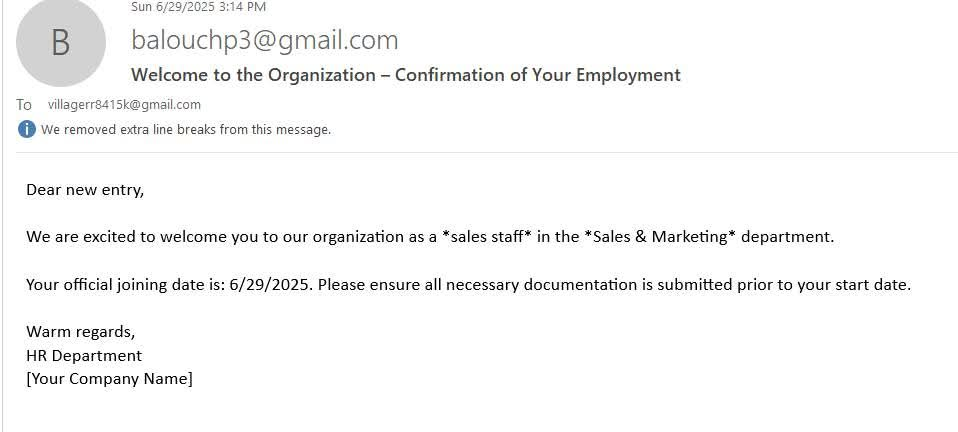 Sun 6/29/2025 3:14 PM
B
balouchp3@gmail.com
Welcome to the Organization – Confirmation of Your Employment
To villagerr8415k@gmail.com
i We removed extra line breaks from this message.
Dear new entry,
We are excited to welcome you to our organization as a *sales staff* in the *Sales & Marketing* department.
Your official joining date is: 6/29/2025. Please ensure all necessary documentation is submitted prior to your start date.
Warm regards,
HR Department
[Your Company Name]